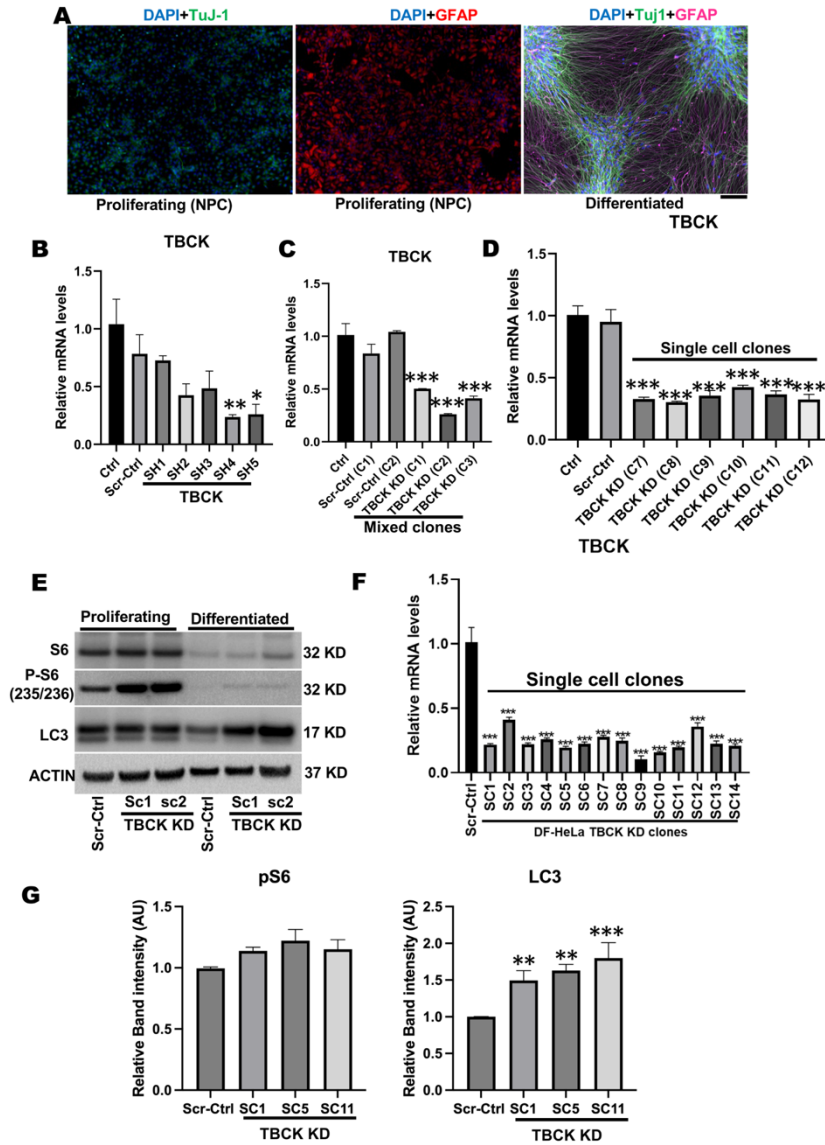 A
DAPI+TuJ-1
DAPI+GFAP
DAPI+Tuj1+GFAP
Proliferating (NPC)
Proliferating (NPC)
Differentiated
TBCK
B
TBCK
Relative mRNA levels
1.5
1.0
0.5
0.0
**
*
Ctrl
Scr-Ctrl
SH1
SH2
SH3
SH4
SH5
TBCK
C
TBCK
Relative mRNA levels
1.5
1.0
0.5
0.0
***
***
***
Ctrl
Scr-Ctrl (C1)
Scr-Ctrl (C2)
TBCK KD (C1)
TBCK KD (C2)
TBCK KD (C3)
Mixed clones
D
Relative mRNA levels
1.5
1.0
0.5
0.0
Single cell clones
***
***
***
***
***
***
Ctrl
Scr-Ctrl
TBCK KD (C7)
TBCK KD (C8)
TBCK KD (C9)
TBCK KD (C10)
TBCK KD (C11)
TBCK KD (C12)
TBCK
E
Proliferating Differentiated
S6
32 KD
P-S6
(235/236)
32 KD
LC3
17 KD
ACTIN
37 KD
Scr-Ctrl
Sc1 sc2
TBCK KD
Scr-Ctrl
Sc1 sc2
TBCK KD
F
Relative mRNA levels
1.5
1.0
0.5
0.0
Single cell clones
***
***
***
***
***
***
***
***
***
***
***
***
***
***
Scr-Ctrl
SC1
SC2
SC3
SC4
SC5
SC6
SC7
SC8
SC9
SC10
SC11
SC12
SC13
SC14
DF-HeLa TBCK KD clones
G
pS6
Relative Band intensity (AU)
1.5
1.0
0.5
0.0
Scr-Ctrl SC1 SC5 SC11
TBCK KD
LC3
Relative Band intensity (AU)
2.5
2.0
1.5
1.0
0.5
0.0
**
**
***
Scr-Ctrl SC1 SC5 SC11
TBCK KD